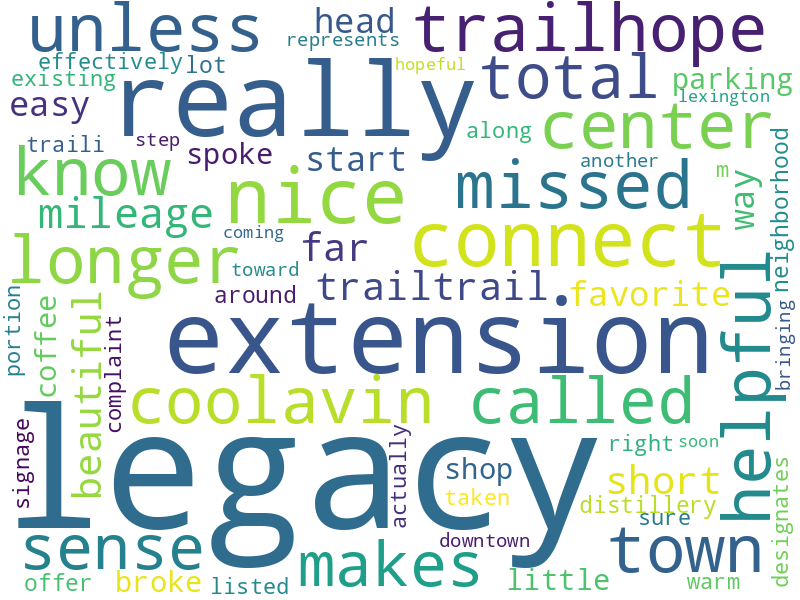 unless
head
trailhope
represents
effectively
lot
hopeful
existing
really
total
parking
easy
lexington
center
traili
step
spoke
start
along
another
know
nice
missed
m
way
neighborhood
mileage
coming
connect
longer
far
toward
around
trailtrail
favorite
helpful
portion
coffee
beautiful
complaint
extension
bringing
coolavin
called
legacy
signage
actually
shop
right
soon
taken
short
distillery
designates
sense
downtown
sure
town
makes
offer
broke
listed
little
warm